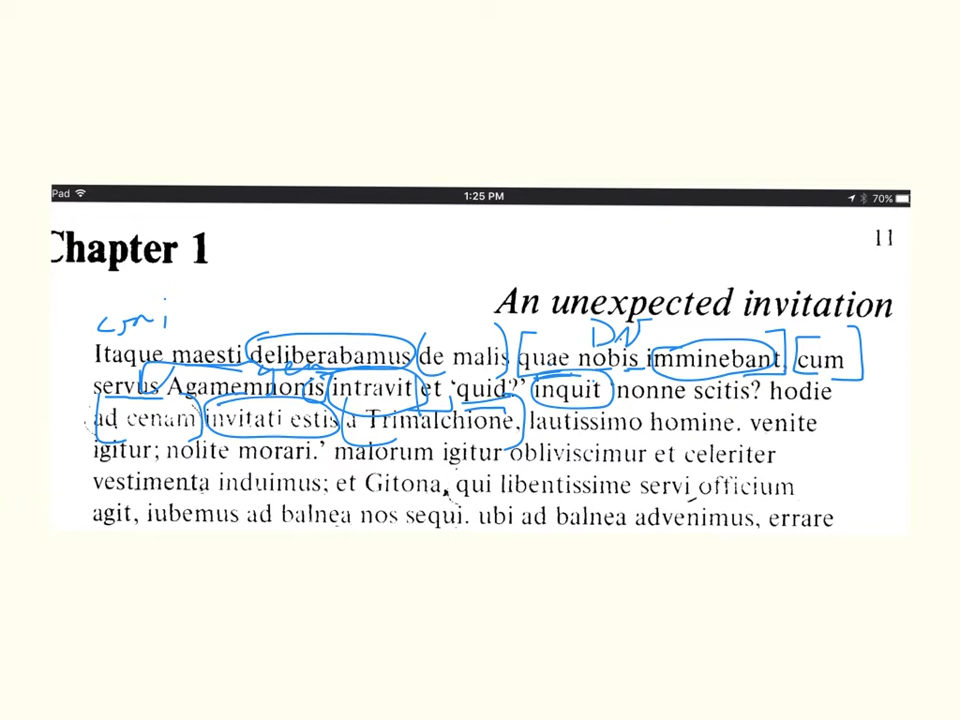 Pad 1:25 PM 70%
Chapter 1 11
An unexpected invitation
Itaque maesti deliberabamus de malis quae nobis imminebant, cum
servus Agamemnonis intravit et ‘quid?’ inquit ‘nonne scitis? hodie
ad cenam invitati estis a Trimalchione, lautissimo homine. venite
igitur; nolite morari.’ malorum igitur obliviscimur et celeriter
vestimenta induimus; et Gitona, qui libentissime servi officium
agit, iubemus ad balnea nos sequi. ubi ad balnea advenimus, errare